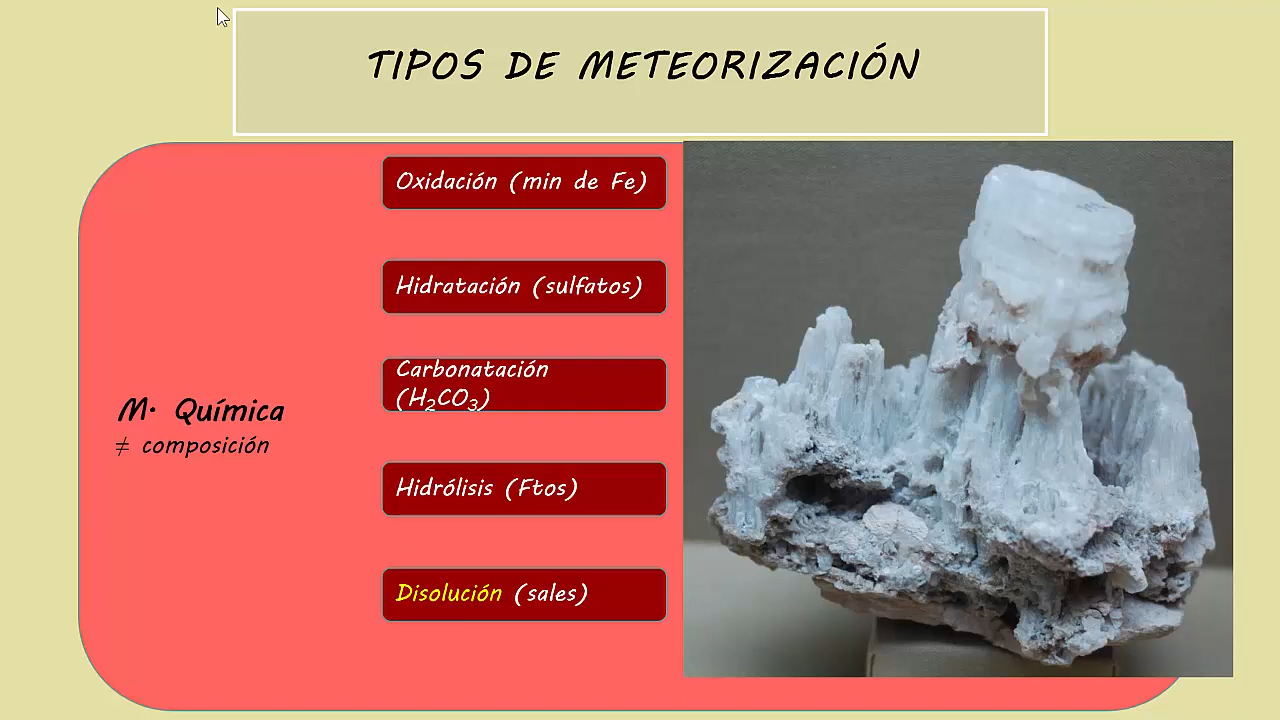 TIPOS DE METEORIZACIÓN
Oxidación (min de Fe)
Hidratación (sulfatos)
Carbonatación
(H₂CO₃)
M. Química
≠ composición
Hidrólisis (Ftos)
Disolución (sales)